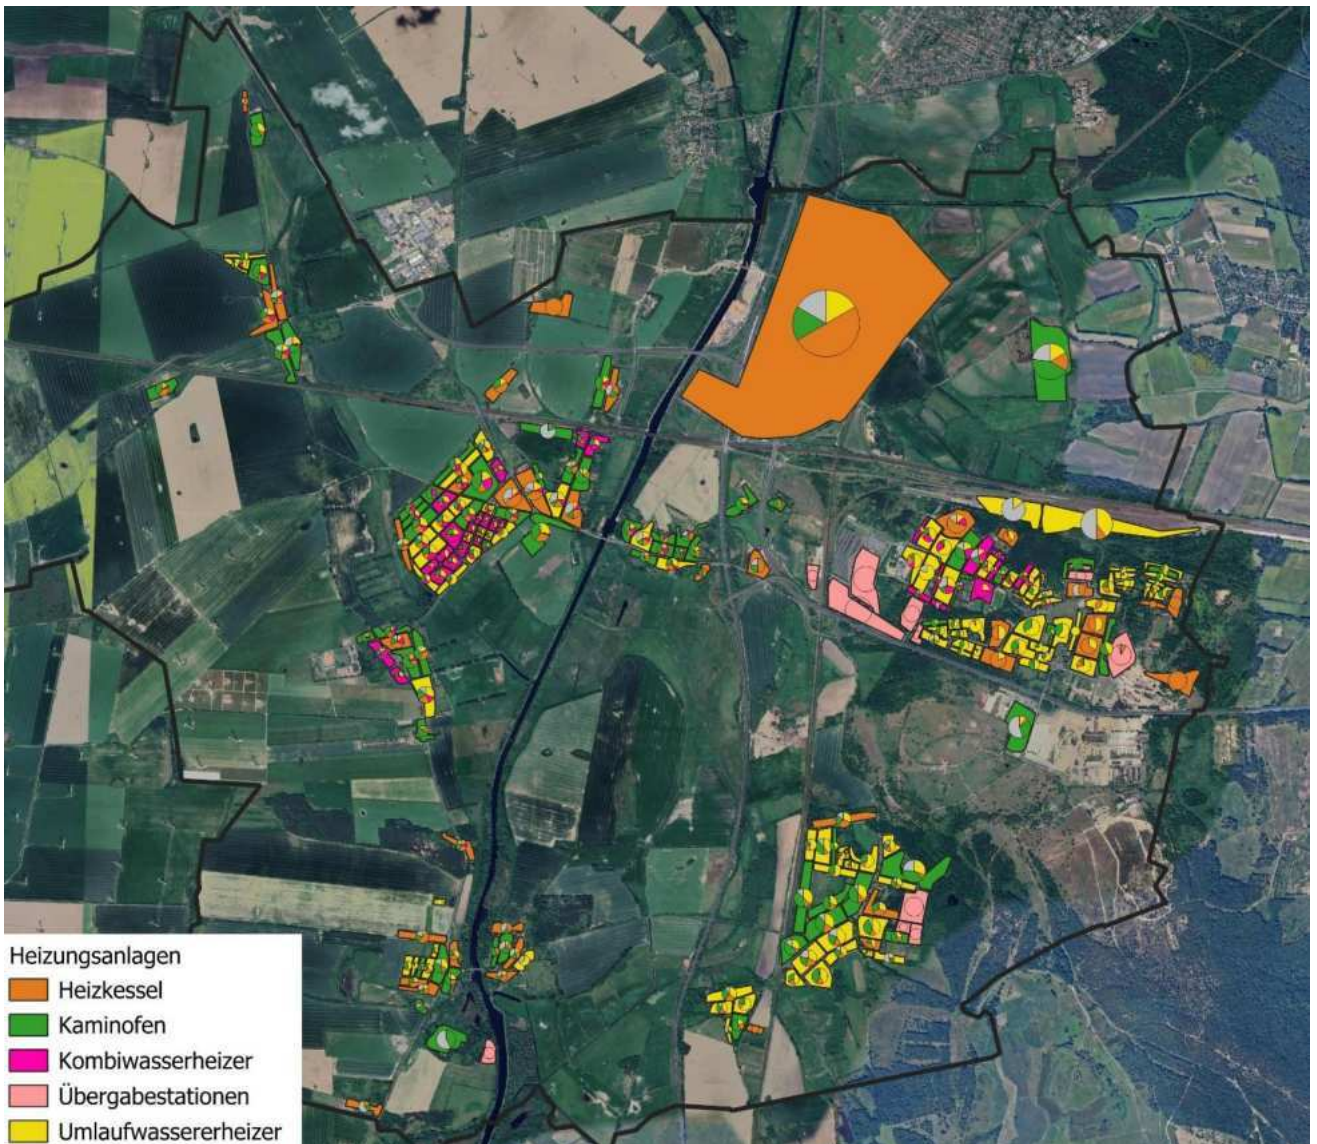 Heizungsanlagen
Heizkessel
Kaminofen
Kombiwasserheizer
Übergabestationen
Umlaufwassererheizer